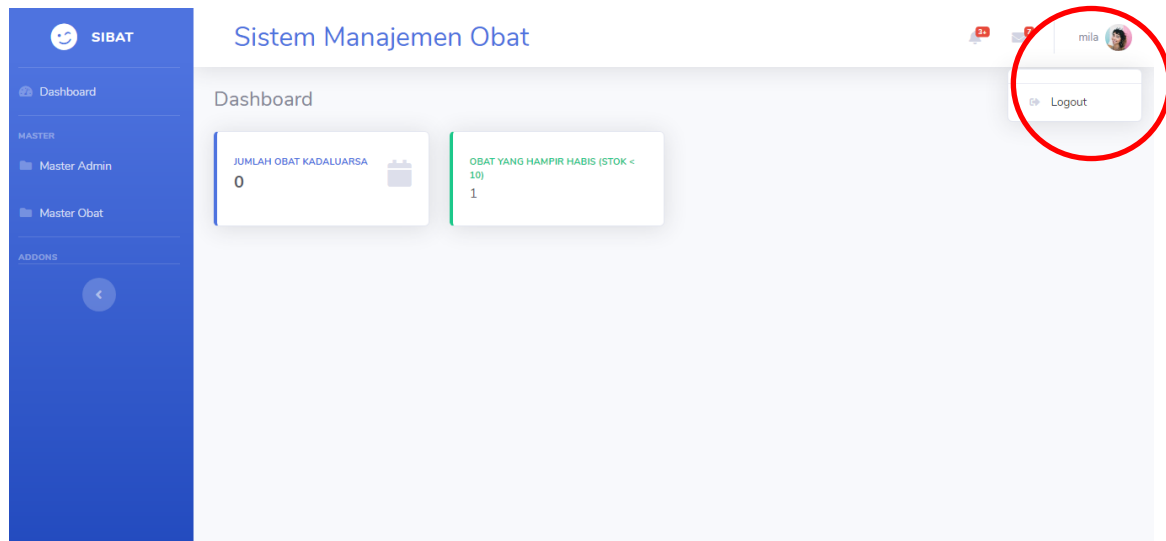 SIBAT
Sistem Manajemen Obat
3+
mila
Dashboard
Dashboard
Logout
MASTER
Master Admin
Master Obat
ADDONS
JUMLAH OBAT KADALUARSA
0
OBAT YANG HAMPIR HABIS (STOK <
10)
1